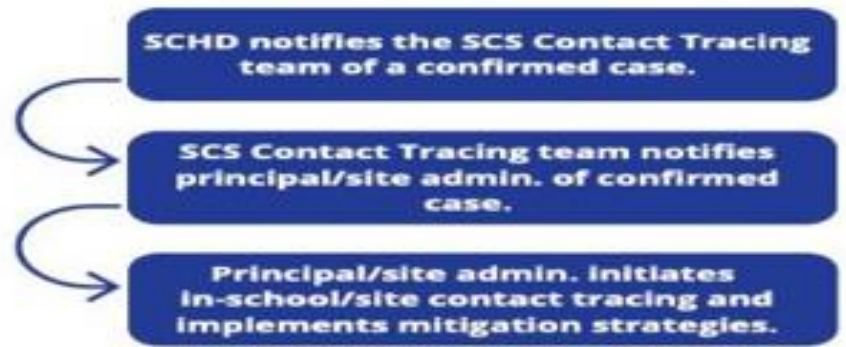 SCHD notifies the SCS Contact Tracing
team of a confirmed case.
SCS Contact Tracing team notifies
principal/site admin. of confirmed
case.
Principal/site admin. initiates
in-school/site contact tracing and
implements mitigation strategies.